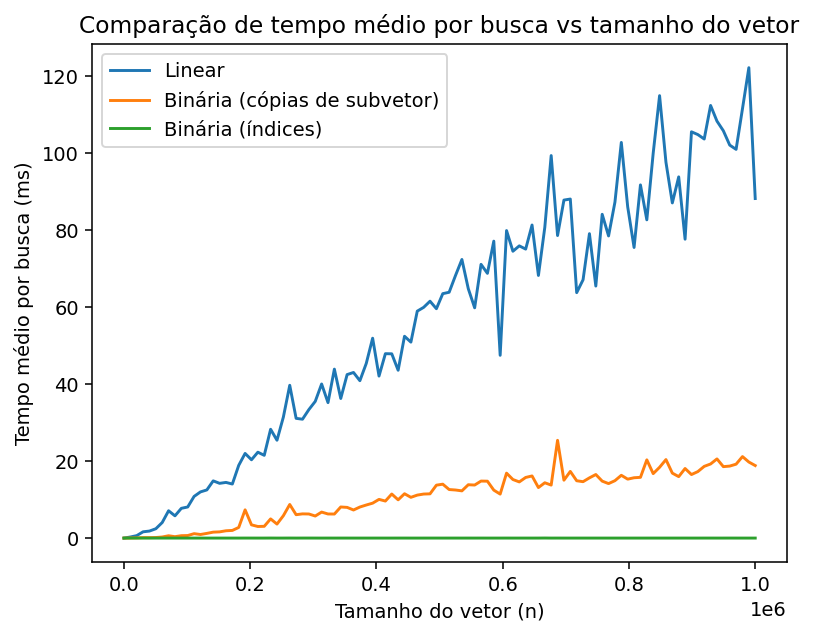 Comparação de tempo médio por busca vs tamanho do vetor
Linear
Binária (cópias de subvetor)
Binária (índices)
Tempo médio por busca (ms)
120
100
80
60
40
20
0
0.0 0.2 0.4 0.6 0.8 1.0
1e6
Tamanho do vetor (n)